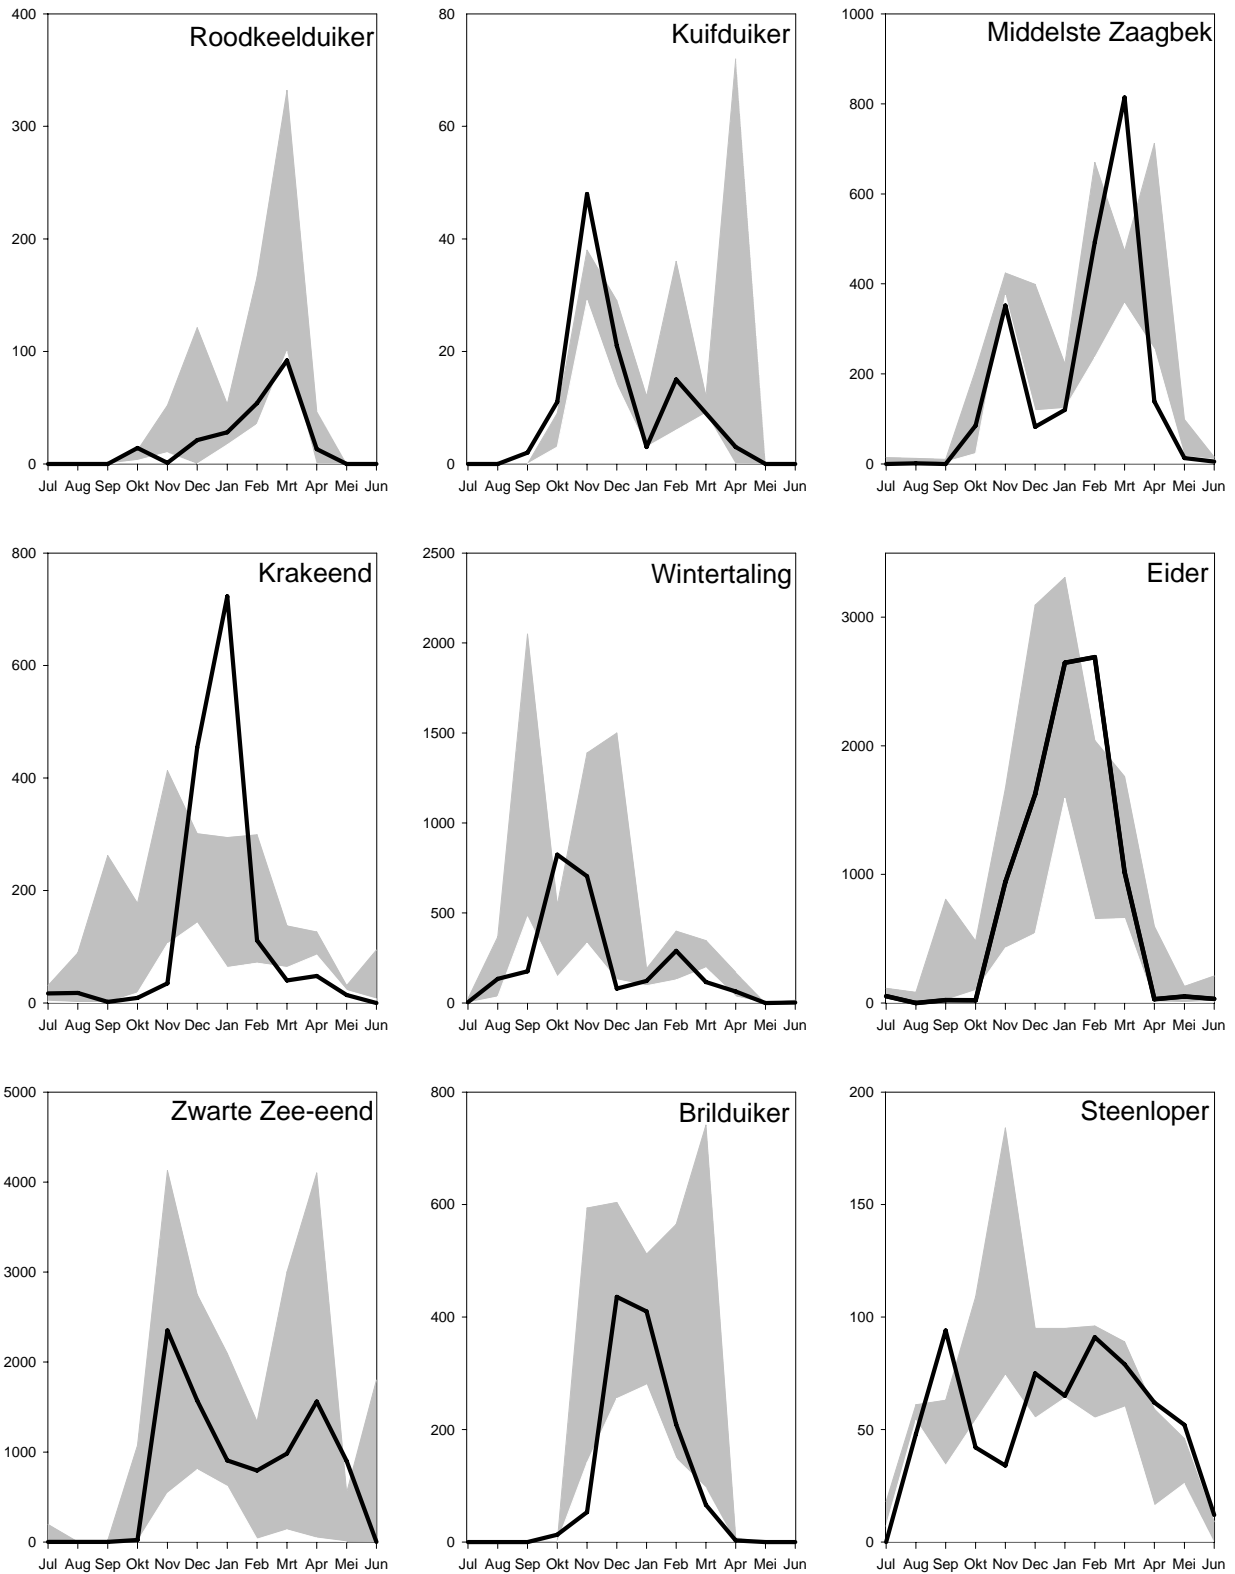 Roodkeelduiker
400
300
200
100
0
Jul Aug Sep Okt Nov Dec Jan Feb Mrt Apr Mei Jun
Kuifduiker
80
60
40
20
0
Jul Aug Sep Okt Nov Dec Jan Feb Mrt Apr Mei Jun
Middelste Zaagbek
1000
800
600
400
200
0
Jul Aug Sep Okt Nov Dec Jan Feb Mrt Apr Mei Jun
Krakeend
800
600
400
200
0
Jul Aug Sep Okt Nov Dec Jan Feb Mrt Apr Mei Jun
Wintertaling
2500
2000
1500
1000
500
0
Jul Aug Sep Okt Nov Dec Jan Feb Mrt Apr Mei Jun
Eider
3000
2000
1000
0
Jul Aug Sep Okt Nov Dec Jan Feb Mrt Apr Mei Jun
Zwarte Zee-eend
5000
4000
3000
2000
1000
0
Jul Aug Sep Okt Nov Dec Jan Feb Mrt Apr Mei Jun
Brilduiker
800
600
400
200
0
Jul Aug Sep Okt Nov Dec Jan Feb Mrt Apr Mei Jun
Steenloper
200
150
100
50
0
Jul Aug Sep Okt Nov Dec Jan Feb Mrt Apr Mei Jun